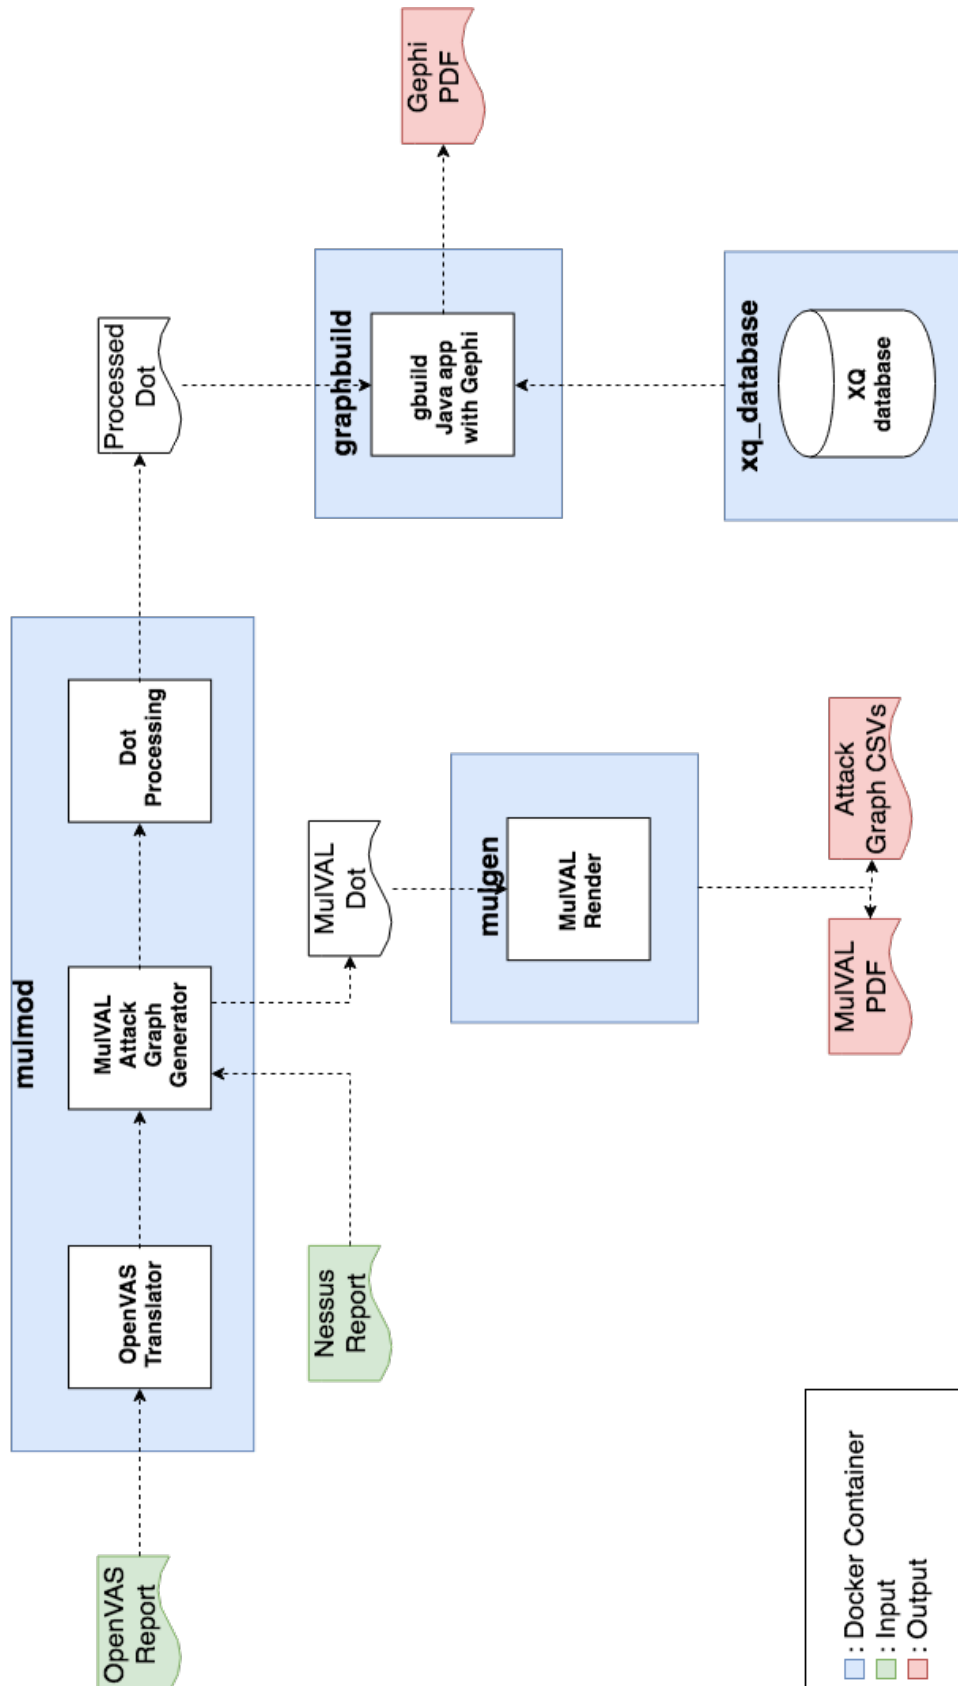 OpenVAS
Report
mulmod
OpenVAS
Translator
MulVAL
Attack
Graph
Generator
Dot
Processing
Processed
Dot
Nessus
Report
MulVAL
Dot
graphbuild
gbuild
Java app
with Gephi
Gephi
PDF
mulgen
MulVAL
Render
xq_database
XQ
database
MulVAL
PDF
Attack
Graph CSVs
: Docker Container
: Input
: Output